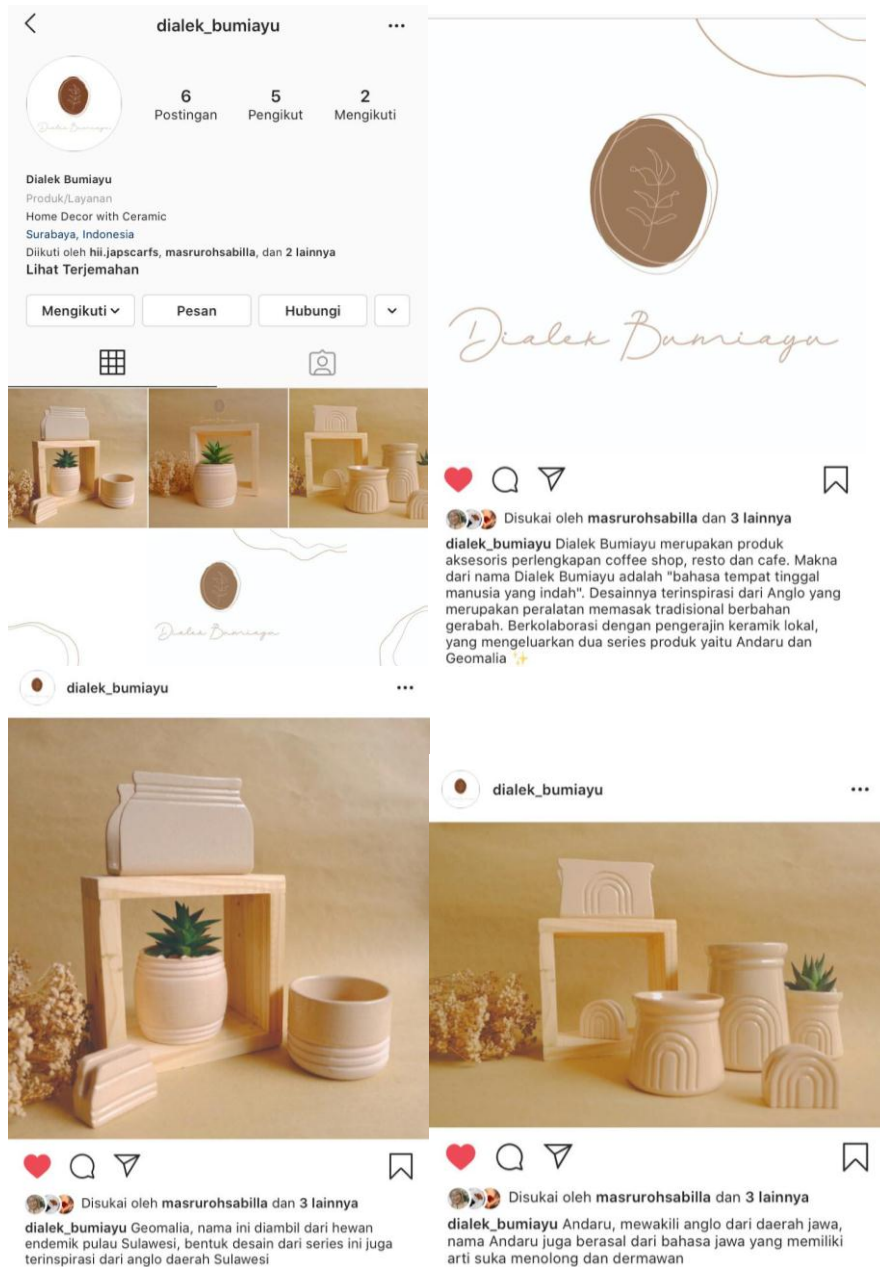 dialek_bumiayu
6 5 2
Postingan Pengikut Mengikuti
Dialek Bumiayu
Dialek Bumiayu
Produk/Layanan
Home Decor with Ceramic
Surabaya, Indonesia
Diikuti oleh hii.japscarfs, masrurohsabilla, dan 2 lainnya
Lihat Terjemahan
Mengikuti Pesan Hubungi
Dialek Bumiayu
Dialek Bumiayu
Disukai oleh masrurohsabilla dan 3 lainnya
dialek_bumiayu Dialek Bumiayu merupakan produk
aksesoris perlengkapan coffee shop, resto dan cafe. Makna
dari nama Dialek Bumiayu adalah "bahasa tempat tinggal
manusia yang indah". Desainnya terinspirasi dari Anglo yang
merupakan peralatan memasak tradisional berbahan
gerabah. Berkolaborasi dengan pengerajin keramik lokal,
yang mengeluarkan dua series produk yaitu Andaru dan
Geomalia ✨
dialek_bumiayu
Disukai oleh masrurohsabilla dan 3 lainnya
dialek_bumiayu Geomalia, nama ini diambil dari hewan
endemik pulau Sulawesi, bentuk desain dari series ini juga
terinspirasi dari anglo daerah Sulawesi
dialek_bumiayu
Disukai oleh masrurohsabilla dan 3 lainnya
dialek_bumiayu Andaru, mewakili anglo dari daerah jawa,
nama Andaru juga berasal dari bahasa jawa yang memiliki
arti suka menolong dan dermawan